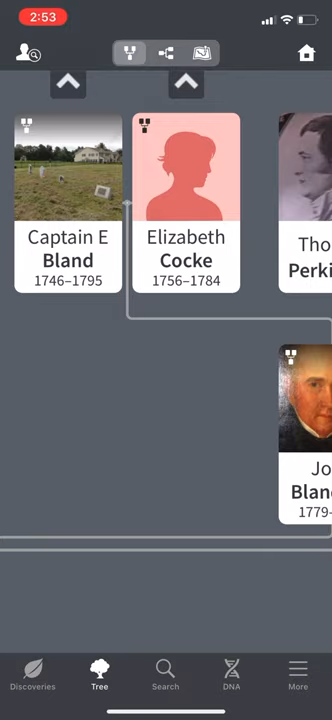 2:53
Captain E
Bland
1746–1795
Elizabeth
Cocke
1756–1784
Tho
Perki
Jo
Blan
1779–
Discoveries
Tree
Search
DNA
More